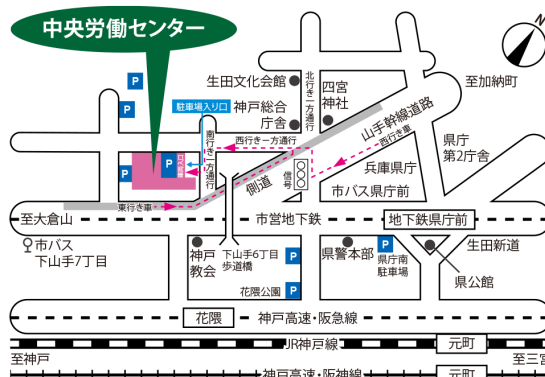 中央労働センター
N
P
生田文化会館
北行き一方通行
四宮
神社
至加納町
P
駐車場入り口
神戸総合
庁舎
山手幹線道路
西行き車
南行き一方通行
西行き一方通行
県庁
第2庁舎
P
P
信号
兵庫県庁
側道
市バス県庁前
東行き車
至大倉山
市営地下鉄
地下鉄県庁前
市バス
下山手7丁目
神戸
教会
下山手6丁目
歩道橋
P
県警本部
P
県庁南
駐車場
生田新道
県公館
花隈公園
P
花隈
神戸高速・阪急線
JR神戸線
元町
至神戸
至三宮
神戸高速・阪神線
元町